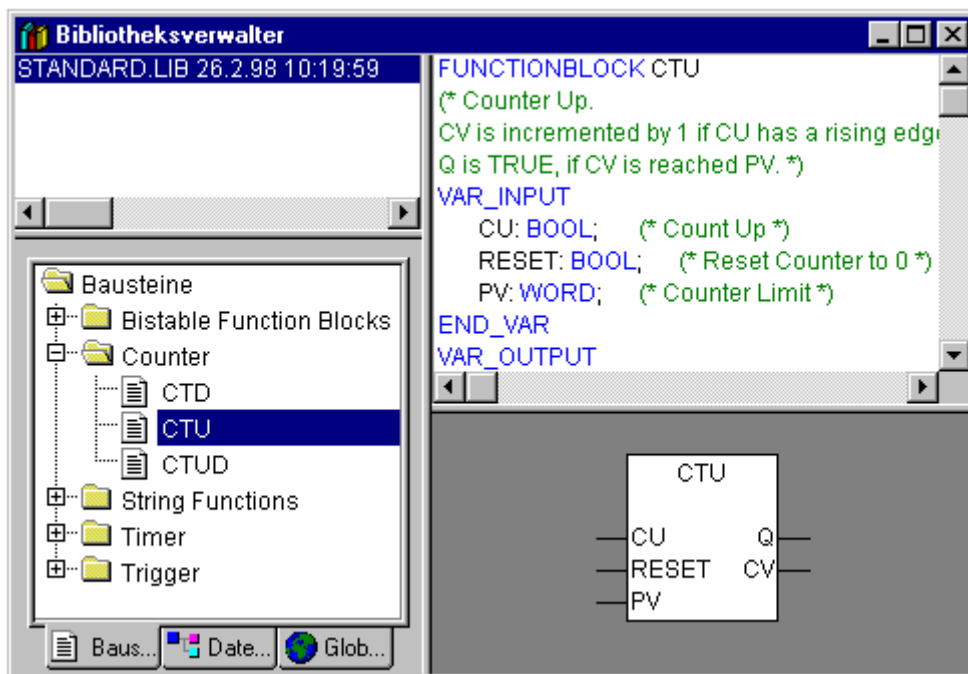 Bibliotheksverwalter
STANDARD.LIB 26.2.98 10:19:59
FUNCTIONBLOCK CTU
(* Counter Up.
CV is incremented by 1 if CU has a rising edge
Q is TRUE, if CV is reached PV. *)
VAR_INPUT
CU: BOOL; (* Count Up *)
RESET: BOOL; (* Reset Counter to 0 *)
PV: WORD; (* Counter Limit *)
END_VAR
VAR_OUTPUT
Bausteine
Bistable Function Blocks
Counter
CTD
CTU
CTUD
String Functions
Timer
Trigger
Baus... Date... Glob...
CTU
CU Q
RESET CV
PV